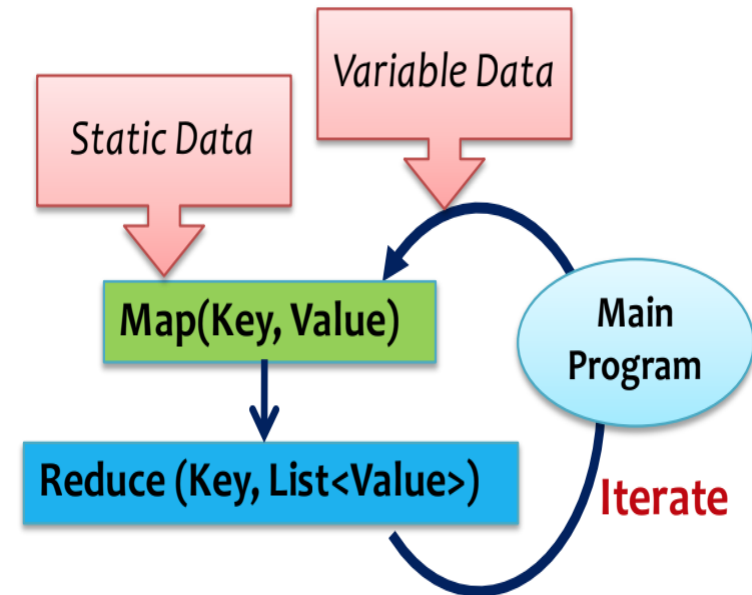 Variable Data
Static Data
Map(Key, Value)
Main
Program
Reduce (Key, List<Value>)
Iterate